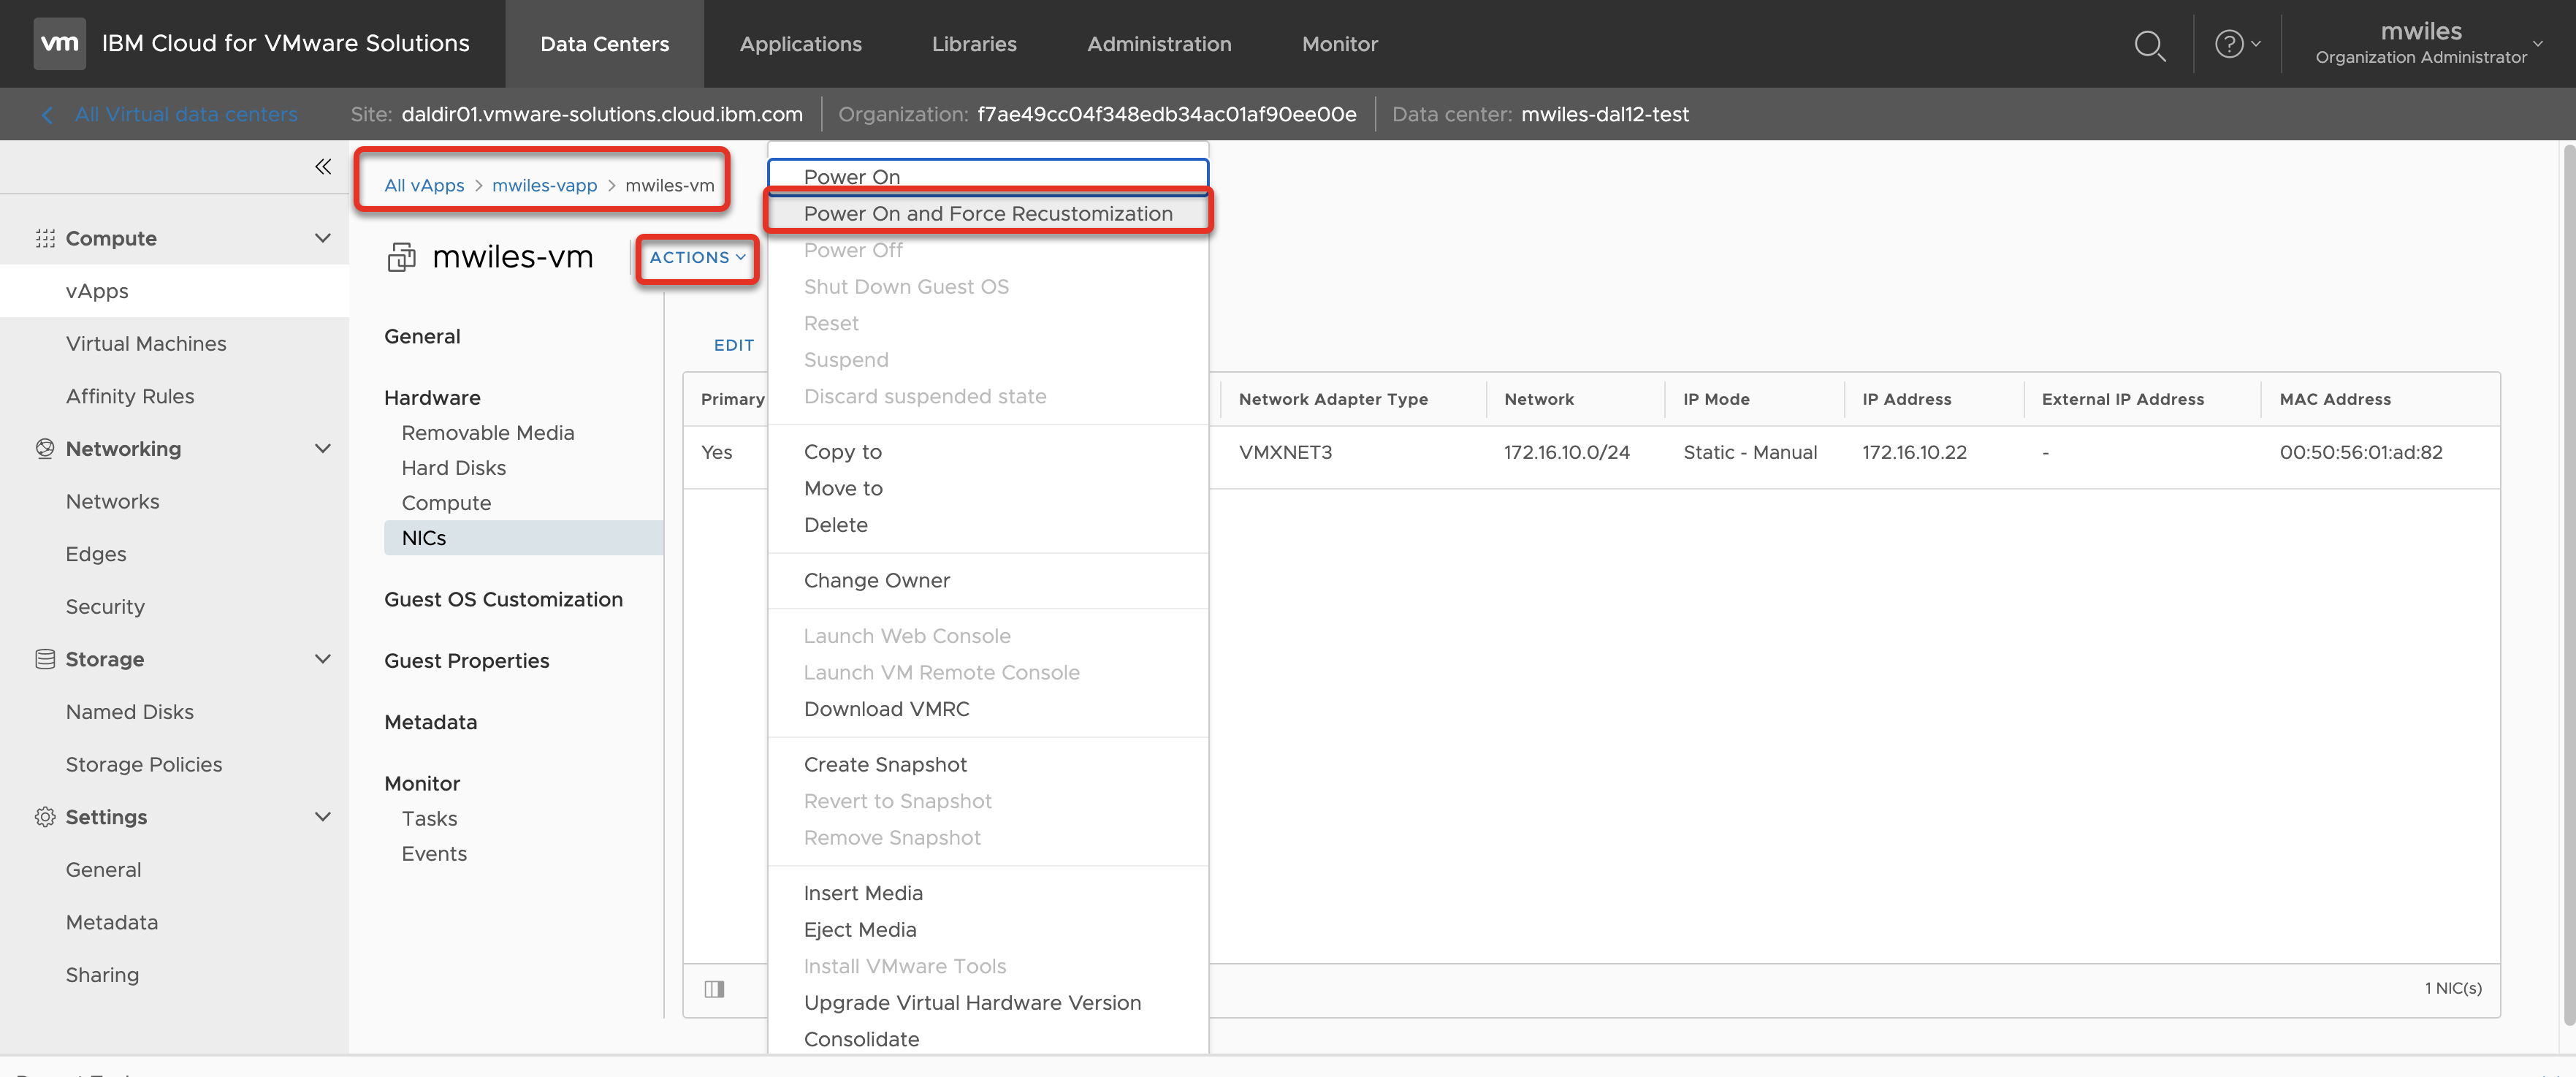 vm IBM Cloud for VMware Solutions Data Centers Applications Libraries Administration Monitor mwiles
Organization Administrator
All Virtual data centers Site: daldir01.vmware-solutions.cloud.ibm.com Organization: f7ae49cc04f348edb34ac01af90ee00e Data center: mwiles-dal12-test
All vApps > mwiles-vapp > mwiles-vm
mwiles-vm ACTIONS
Compute
vApps
Virtual Machines
Affinity Rules
Networking
Networks
Edges
Security
Storage
Named Disks
Storage Policies
Settings
General
Metadata
Sharing
General
Hardware
Removable Media
Hard Disks
Compute
NICs
Guest OS Customization
Guest Properties
Metadata
Monitor
Tasks
Events
Power On
Power On and Force Recustomization
Power Off
Shut Down Guest OS
Reset
Suspend
Discard suspended state
Copy to
Move to
Delete
Change Owner
Launch Web Console
Launch VM Remote Console
Download VMRC
Create Snapshot
Revert to Snapshot
Remove Snapshot
Insert Media
Eject Media
Install VMware Tools
Upgrade Virtual Hardware Version
Consolidate
EDIT
Primary Network Adapter Type Network IP Mode IP Address External IP Address MAC Address
Yes VMXNET3 172.16.10.0/24 Static - Manual 172.16.10.22 - 00:50:56:01:ad:82
1 NIC(s)